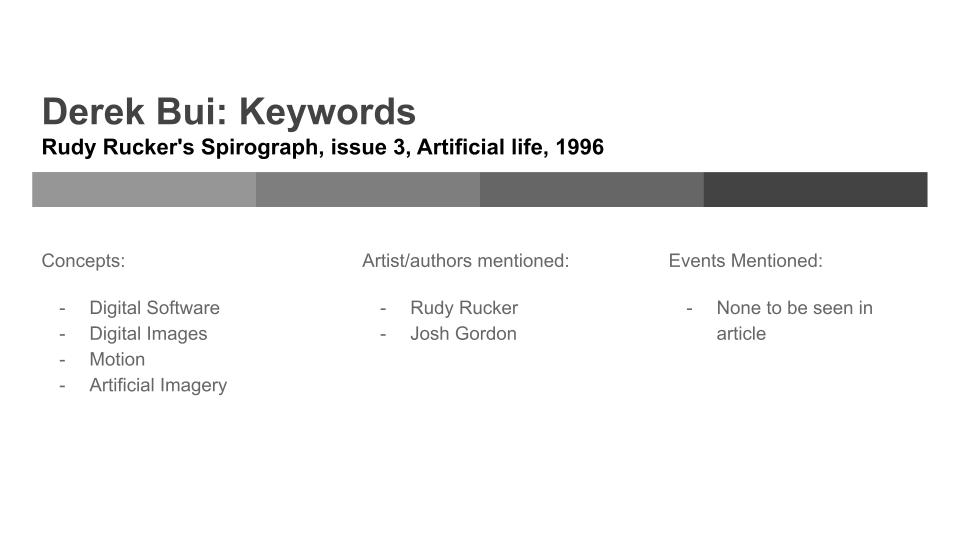 Derek Bui: Keywords
Rudy Rucker's Spirograph, issue 3, Artificial life, 1996
Concepts:
- Digital Software
- Digital Images
- Motion
- Artificial Imagery
Artist/authors mentioned:
- Rudy Rucker
- Josh Gordon
Events Mentioned:
- None to be seen in
article